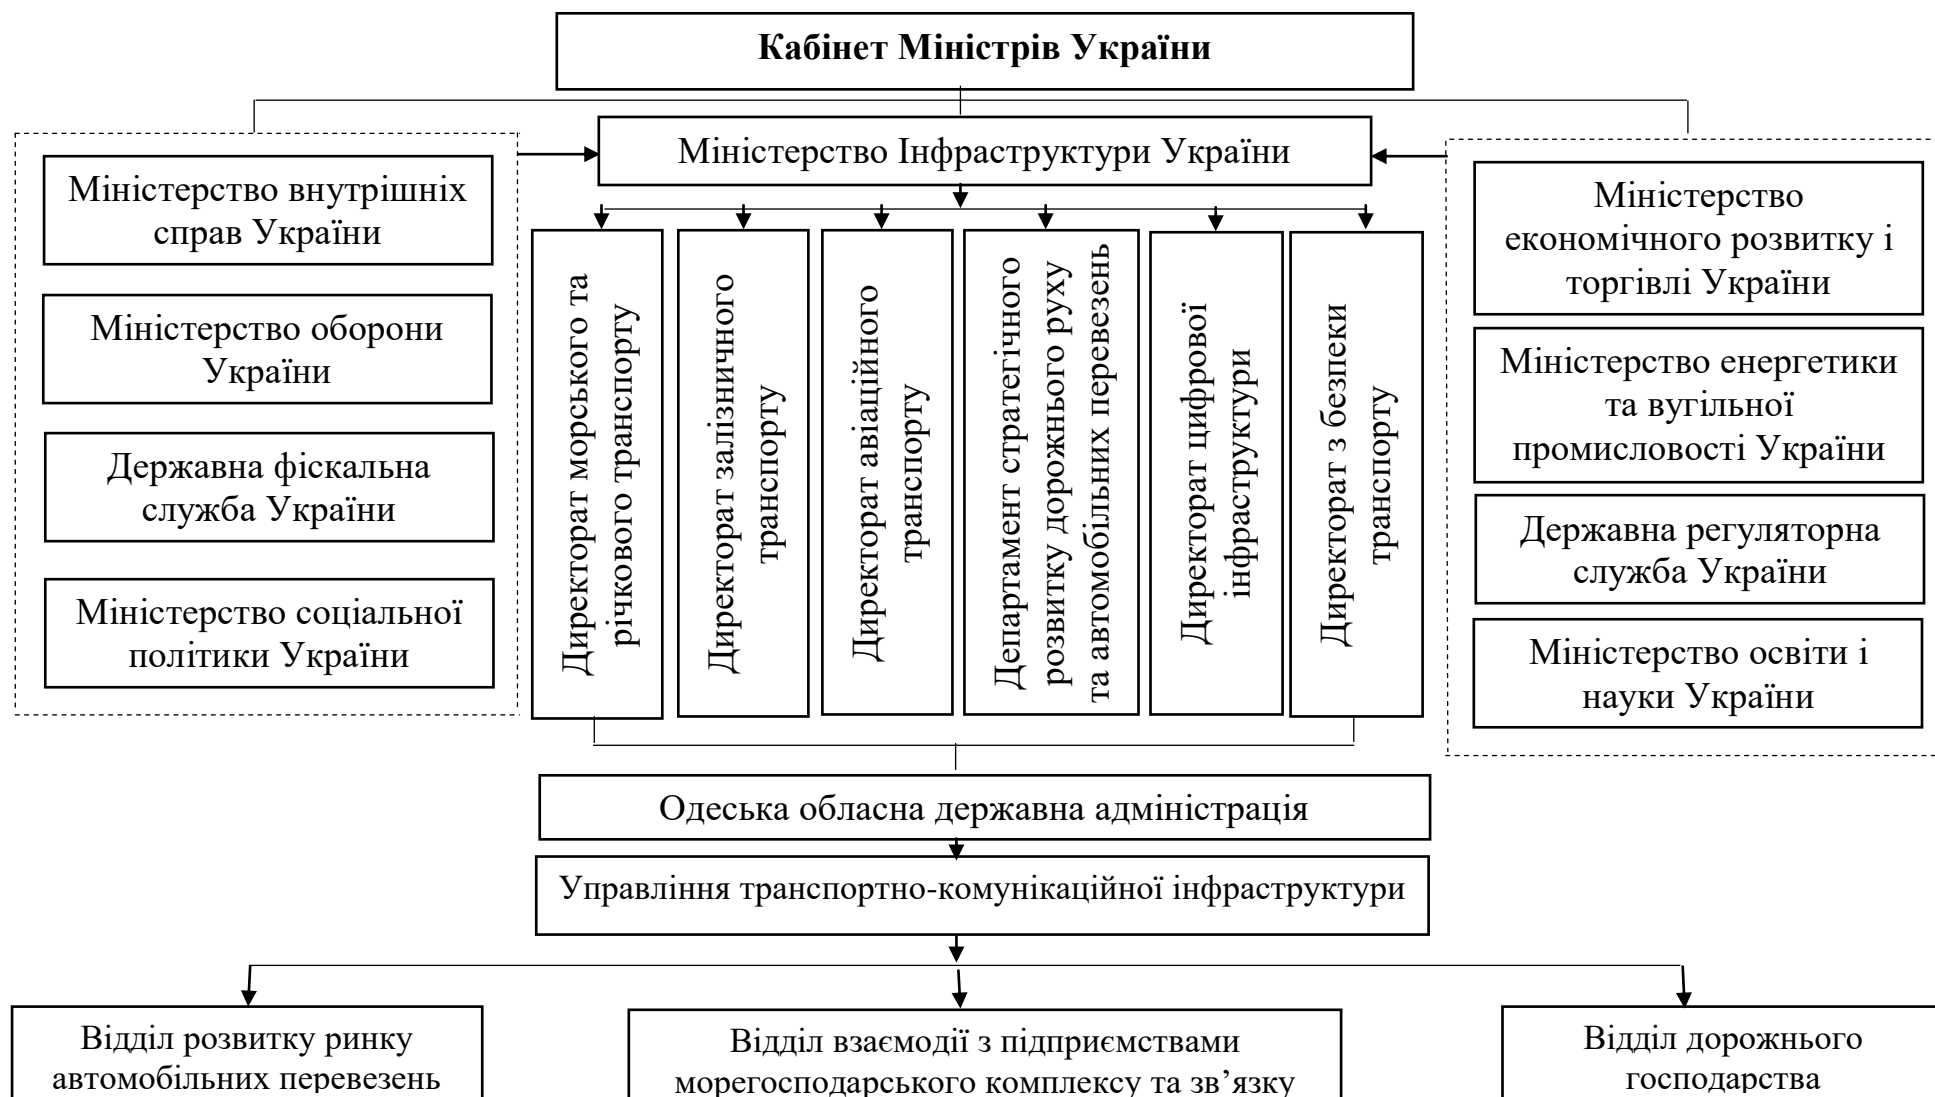 Кабінет Міністрів України
Міністерство Інфраструктури України
Міністерство внутрішніх
справ України
Міністерство оборони
України
Державна фіскальна
служба України
Міністерство соціальної
політики України
Директорат морського та
річкового транспорту
Директорат залізничного
транспорту
Директорат авіаційного
транспорту
Департамент стратегічного
розвитку дорожнього руху
та автомобільних перевезень
Директорат цифрової
інфраструктури
Директорат з безпеки
транспорту
Міністерство
економічного розвитку і
торгівлі України
Міністерство енергетики
та вугільної
промисловості України
Державна регуляторна
служба України
Міністерство освіти і
науки України
Одеська обласна державна адміністрація
Управління транспортно-комунікаційної інфраструктури
Відділ розвитку ринку
автомобільних перевезень
Відділ взаємодії з підприємствами
морегосподарського комплексу та зв’язку
Відділ дорожнього
господарства